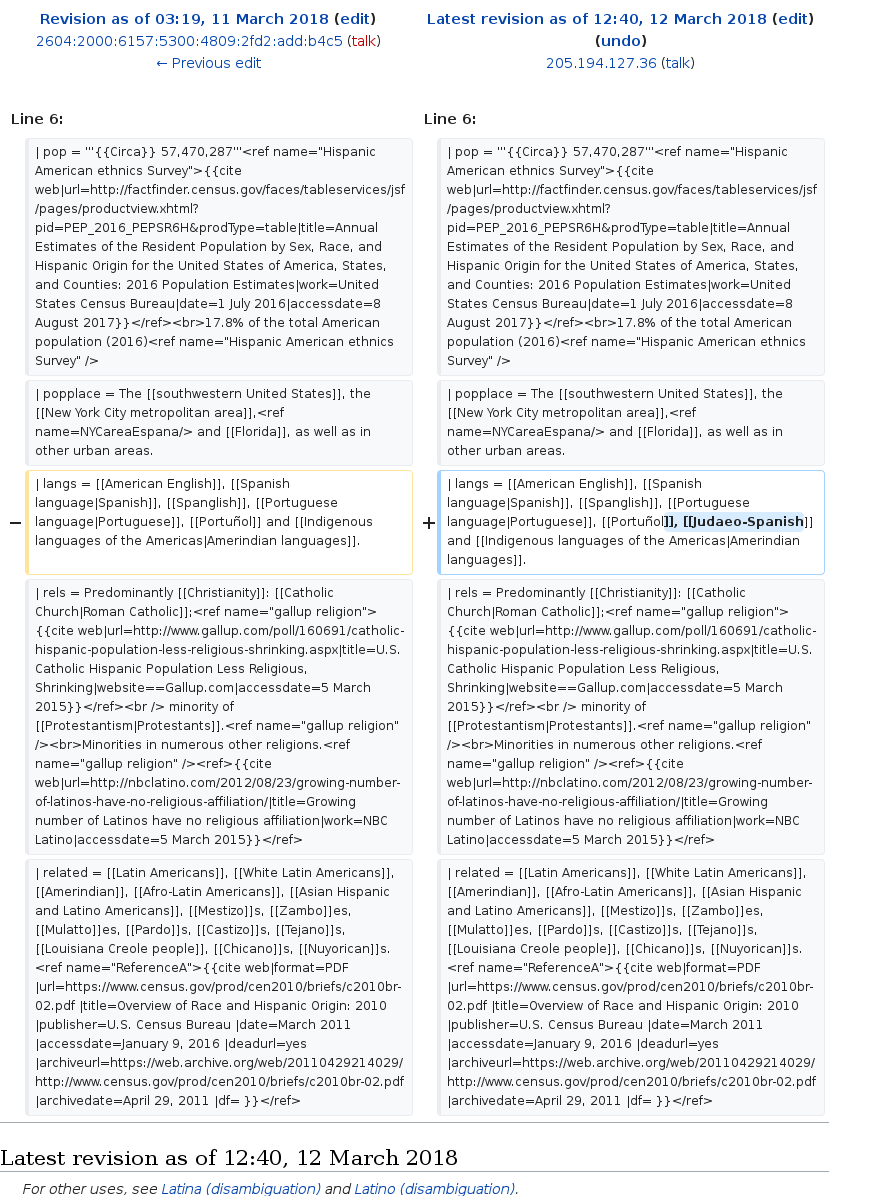 Revision as of 03:19, 11 March 2018 (edit)
2604:2000:6157:5300:4809:2fd2:add:b4c5 (talk)
← Previous edit
Latest revision as of 12:40, 12 March 2018 (edit)
(undo)
205.194.127.36 (talk)
Line 6:
Line 6:
| pop = '''{{Circa}} 57,470,287'''<ref name="Hispanic
American ethnics Survey">{{cite
web|url=http://factfinder.census.gov/faces/tableservices/jsf
/pages/productview.xhtml?
pid=PEP_2016_PEPSR6H&prodType=table|title=Annual
Estimates of the Resident Population by Sex, Race, and
Hispanic Origin for the United States of America, States,
and Counties: 2016 Population Estimates|work=United
States Census Bureau|date=1 July 2016|accessdate=8
August 2017}}</ref><br>17.8% of the total American
population (2016)<ref name="Hispanic American ethnics
Survey" />
| pop = '''{{Circa}} 57,470,287'''<ref name="Hispanic
American ethnics Survey">{{cite
web|url=http://factfinder.census.gov/faces/tableservices/jsf
/pages/productview.xhtml?
pid=PEP_2016_PEPSR6H&prodType=table|title=Annual
Estimates of the Resident Population by Sex, Race, and
Hispanic Origin for the United States of America, States,
and Counties: 2016 Population Estimates|work=United
States Census Bureau|date=1 July 2016|accessdate=8
August 2017}}</ref><br>17.8% of the total American
population (2016)<ref name="Hispanic American ethnics
Survey" />
| popplace = The [[southwestern United States]], the
[[New York City metropolitan area]],<ref
name=NYCareaEspana/> and [[Florida]], as well as in
other urban areas.
| popplace = The [[southwestern United States]], the
[[New York City metropolitan area]],<ref
name=NYCareaEspana/> and [[Florida]], as well as in
other urban areas.
−
| langs = [[American English]], [[Spanish
language|Spanish]], [[Spanglish]], [[Portuguese
language|Portuguese]], [[Portuñol]] and [[Indigenous
languages of the Americas|Amerindian languages]].
+
| langs = [[American English]], [[Spanish
language|Spanish]], [[Spanglish]], [[Portuguese
language|Portuguese]], [[Portuñol]], [[Judaeo-Spanish]]
and [[Indigenous languages of the Americas|Amerindian
languages]].
| rels = Predominantly [[Christianity]]: [[Catholic
Church|Roman Catholic]];<ref name="gallup religion">
{{cite web|url=http://www.gallup.com/poll/160691/catholic-
hispanic-population-less-religious-shrinking.aspx|title=U.S.
Catholic Hispanic Population Less Religious,
Shrinking|website==Gallup.com|accessdate=5 March
2015}}</ref><br /> minority of
[[Protestantism|Protestants]].<ref name="gallup religion"
/><br>Minorities in numerous other religions.<ref
name="gallup religion" /><ref>{{cite
web|url=http://nbclatino.com/2012/08/23/growing-number-
of-latinos-have-no-religious-affiliation/|title=Growing
number of Latinos have no religious affiliation|work=NBC
Latino|accessdate=5 March 2015}}</ref>
| rels = Predominantly [[Christianity]]: [[Catholic
Church|Roman Catholic]];<ref name="gallup religion">
{{cite web|url=http://www.gallup.com/poll/160691/catholic-
hispanic-population-less-religious-shrinking.aspx|title=U.S.
Catholic Hispanic Population Less Religious,
Shrinking|website==Gallup.com|accessdate=5 March
2015}}</ref><br /> minority of
[[Protestantism|Protestants]].<ref name="gallup religion"
/><br>Minorities in numerous other religions.<ref
name="gallup religion" /><ref>{{cite
web|url=http://nbclatino.com/2012/08/23/growing-number-
of-latinos-have-no-religious-affiliation/|title=Growing
number of Latinos have no religious affiliation|work=NBC
Latino|accessdate=5 March 2015}}</ref>
| related = [[Latin Americans]], [[White Latin Americans]],
[[Amerindian]], [[Afro-Latin Americans]], [[Asian Hispanic
and Latino Americans]], [[Mestizo]]s, [[Zambo]]es,
[[Mulatto]]es, [[Pardo]]s, [[Castizo]]s, [[Tejano]]s,
[[Louisiana Creole people]], [[Chicano]]s, [[Nuyorican]]s.
<ref name="ReferenceA">{{cite web|format=PDF
|url=https://www.census.gov/prod/cen2010/briefs/c2010br-
02.pdf |title=Overview of Race and Hispanic Origin: 2010
|publisher=U.S. Census Bureau |date=March 2011
|accessdate=January 9, 2016 |deadurl=yes
|archiveurl=https://web.archive.org/web/20110429214029/
http://www.census.gov/prod/cen2010/briefs/c2010br-02.pdf
|archivedate=April 29, 2011 |df= }}</ref>
| related = [[Latin Americans]], [[White Latin Americans]],
[[Amerindian]], [[Afro-Latin Americans]], [[Asian Hispanic
and Latino Americans]], [[Mestizo]]s, [[Zambo]]es,
[[Mulatto]]es, [[Pardo]]s, [[Castizo]]s, [[Tejano]]s,
[[Louisiana Creole people]], [[Chicano]]s, [[Nuyorican]]s.
<ref name="ReferenceA">{{cite web|format=PDF
|url=https://www.census.gov/prod/cen2010/briefs/c2010br-
02.pdf |title=Overview of Race and Hispanic Origin: 2010
|publisher=U.S. Census Bureau |date=March 2011
|accessdate=January 9, 2016 |deadurl=yes
|archiveurl=https://web.archive.org/web/20110429214029/
http://www.census.gov/prod/cen2010/briefs/c2010br-02.pdf
|archivedate=April 29, 2011 |df= }}</ref>
Latest revision as of 12:40, 12 March 2018
For other uses, see Latina (disambiguation) and Latino (disambiguation).